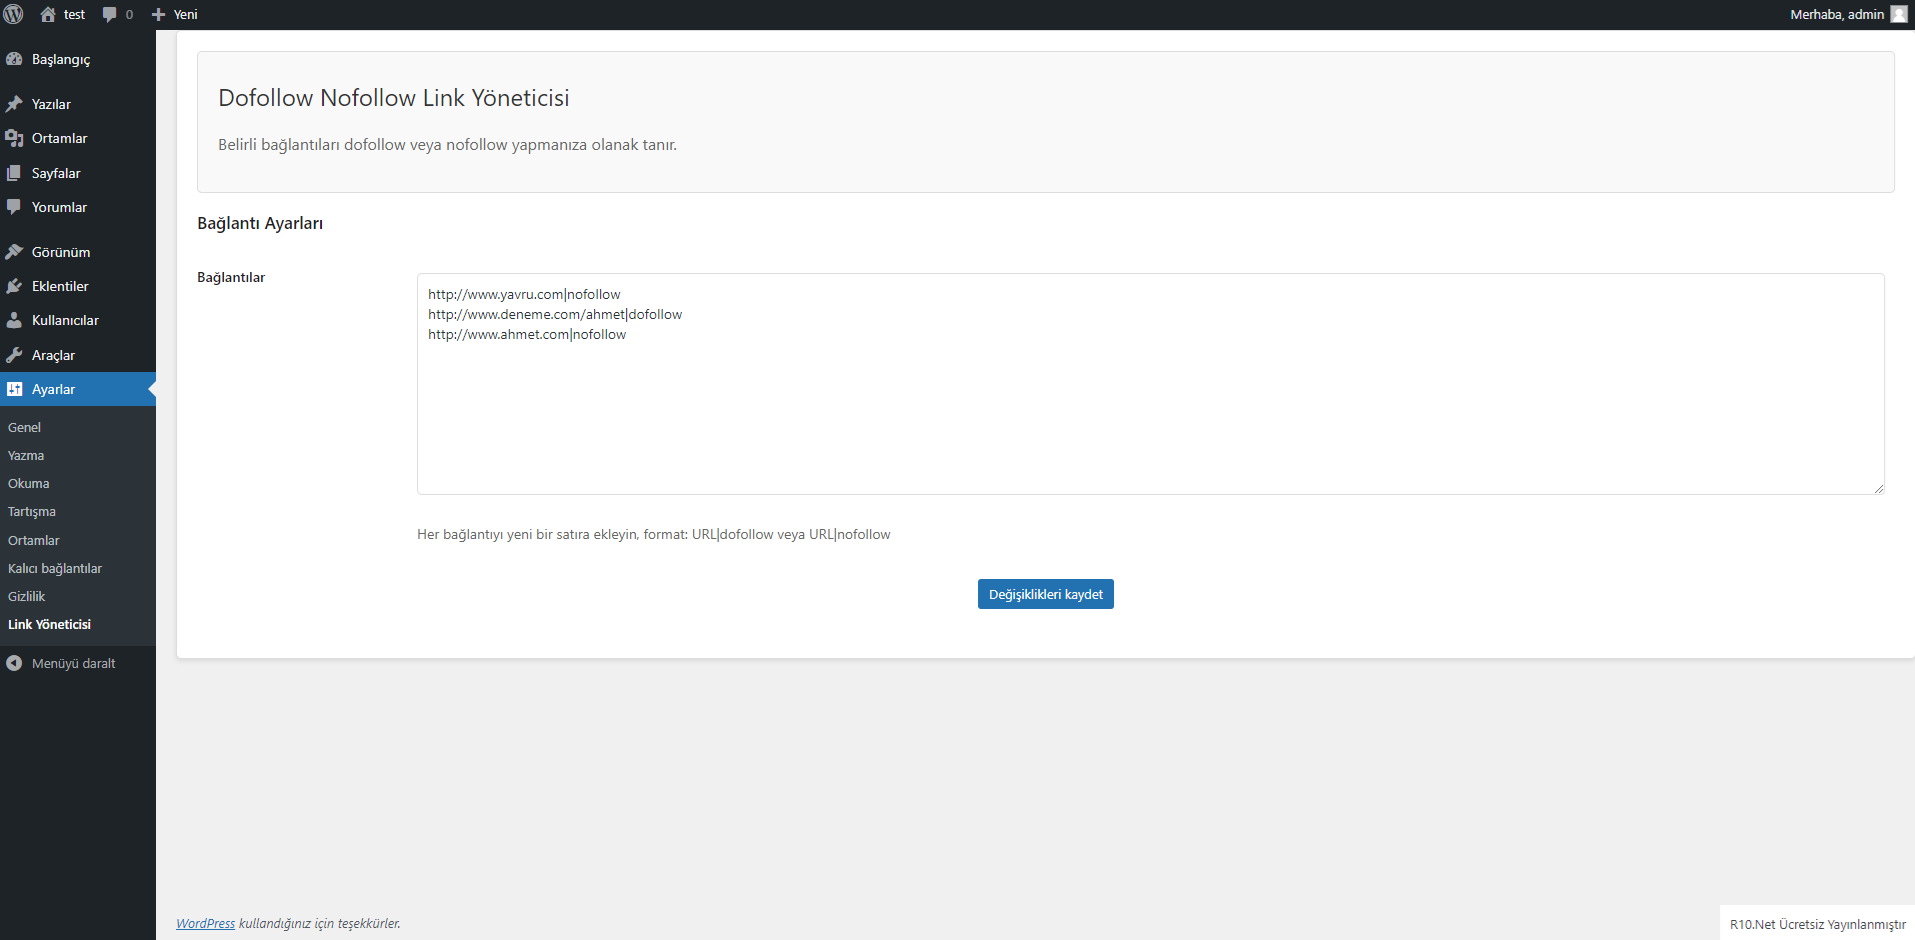 test
0
Yeni
Merhaba, admin
Başlangıç
Yazılar
Ortamlar
Sayfalar
Yorumlar
Görünüm
Eklentiler
Kullanıcılar
Araçlar
Ayarlar
Genel
Yazma
Okuma
Tartışma
Ortamlar
Kalıcı bağlantılar
Gizlilik
Link Yöneticisi
Menüyü daralt
Dofollow Nofollow Link Yöneticisi
Belirli bağlantıları dofollow veya nofollow yapmanıza olanak tanır.
Bağlantı Ayarları
Bağlantılar
http://www.yavru.com|nofollow
http://www.deneme.com/ahmet|dofollow
http://www.ahmet.com|nofollow
Her bağlantıyı yeni bir satıra ekleyin, format: URL|dofollow veya URL|nofollow
Değişiklikleri kaydet
WordPress kullandığınız için teşekkürler.
R10.Net Ücretsiz Yayınlanmıştır